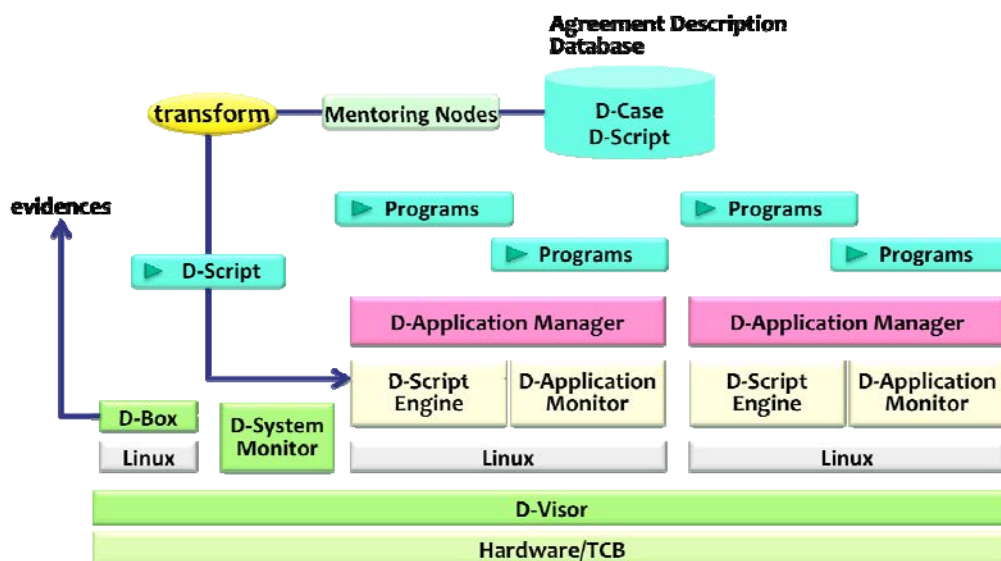 Agreement Description
Database
transform
Mentoring Nodes
D-Case
D-Script
evidences
Programs
Programs
Programs
Programs
D-Script
D-Application Manager
D-Application Manager
D-Script
Engine
D-Application
Monitor
D-Script
Engine
D-Application
Monitor
D-Box
D-System
Monitor
Linux
Linux
Linux
D-Visor
Hardware/TCB